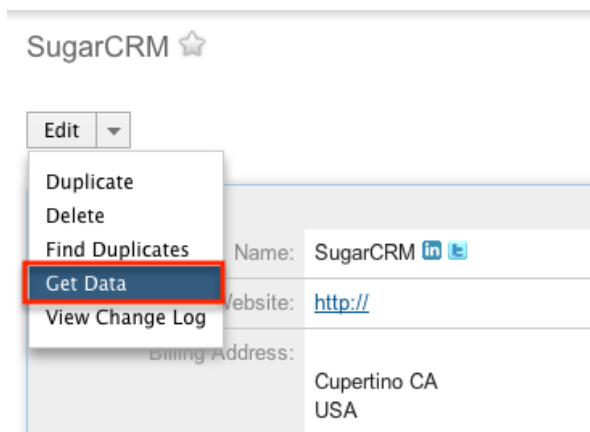 SugarCRM
Edit
Duplicate
Delete
Find Duplicates
Get Data
View Change Log
Name: SugarCRM in
Website: http://
Billing Address:
Cupertino CA
USA